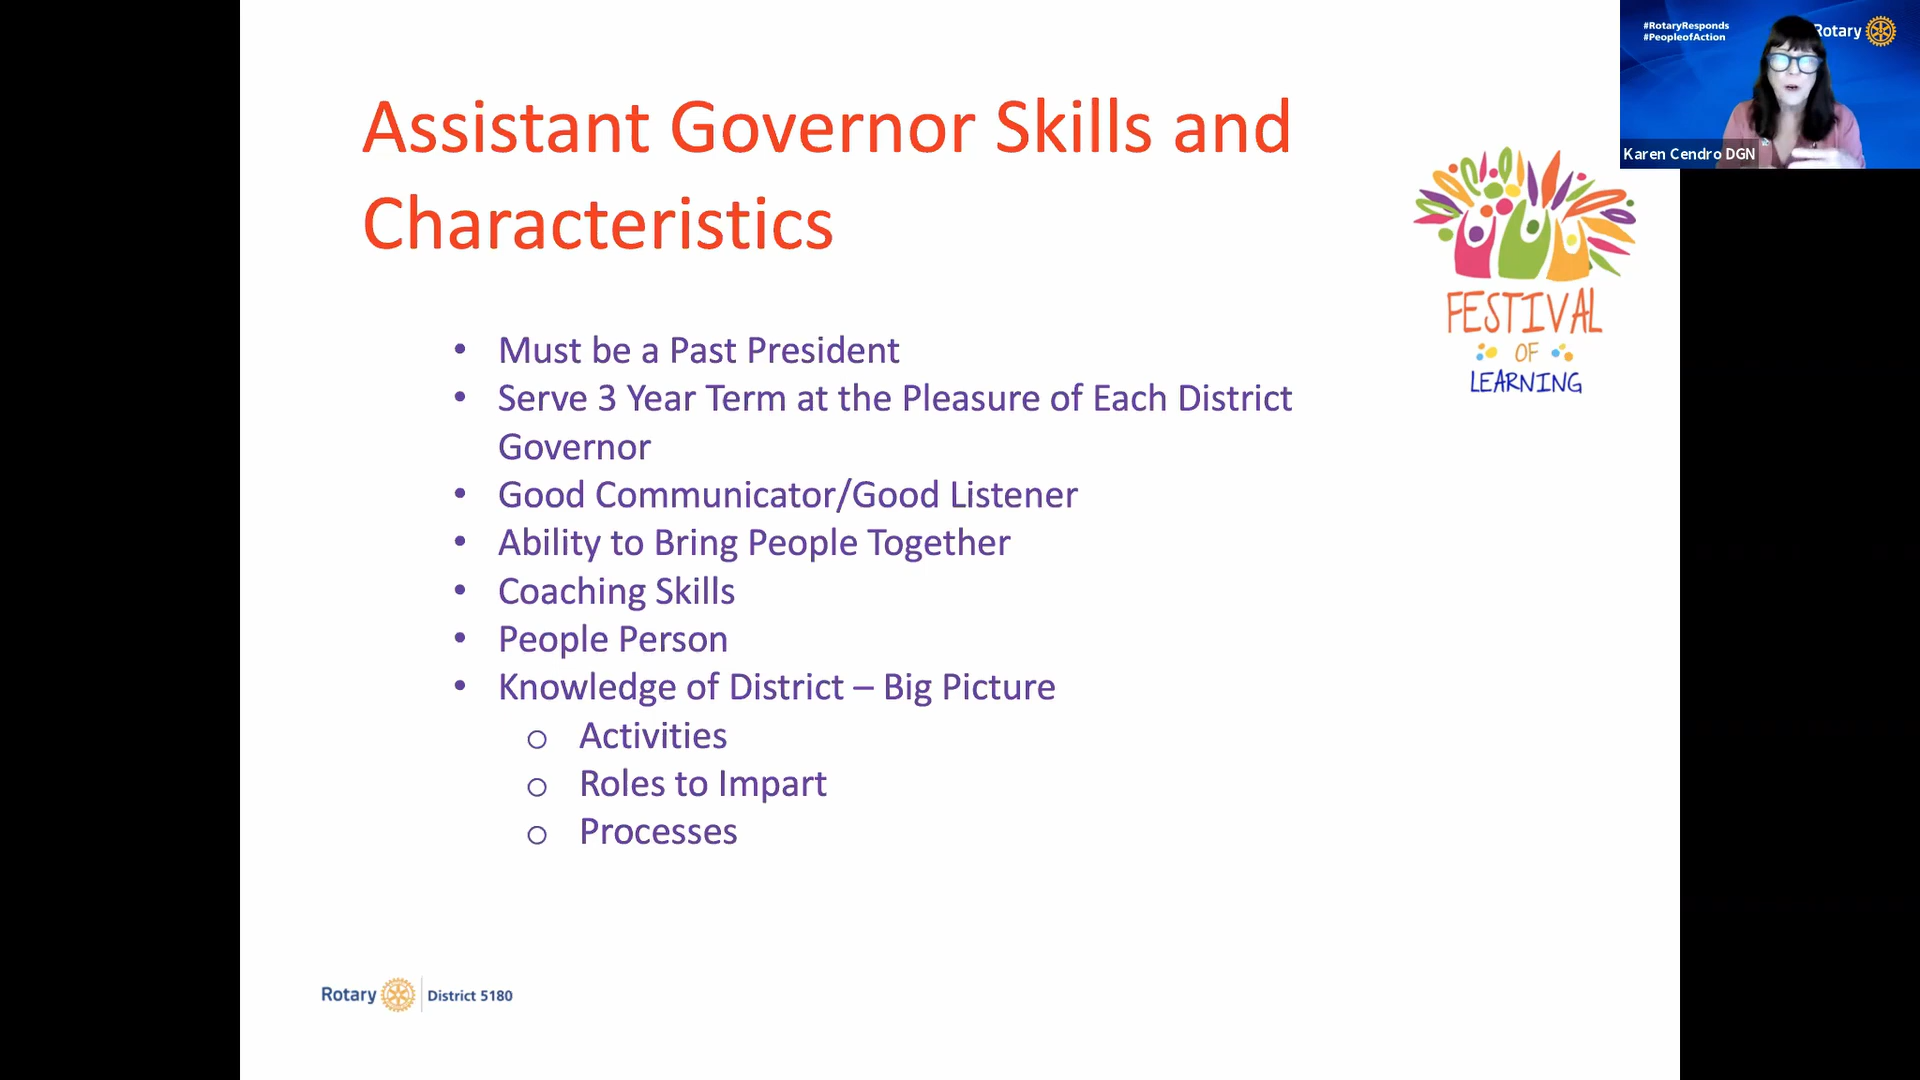 Assistant Governor Skills and
Characteristics
• Must be a Past President
• Serve 3 Year Term at the Pleasure of Each District
Governor
• Good Communicator/Good Listener
• Ability to Bring People Together
• Coaching Skills
• People Person
• Knowledge of District – Big Picture
o Activities
o Roles to Impart
o Processes
FESTIVAL
OF
LEARNING
#RotaryResponds
#PeopleofAction
Rotary
Karen Cendro DGN
Rotary | District 5180